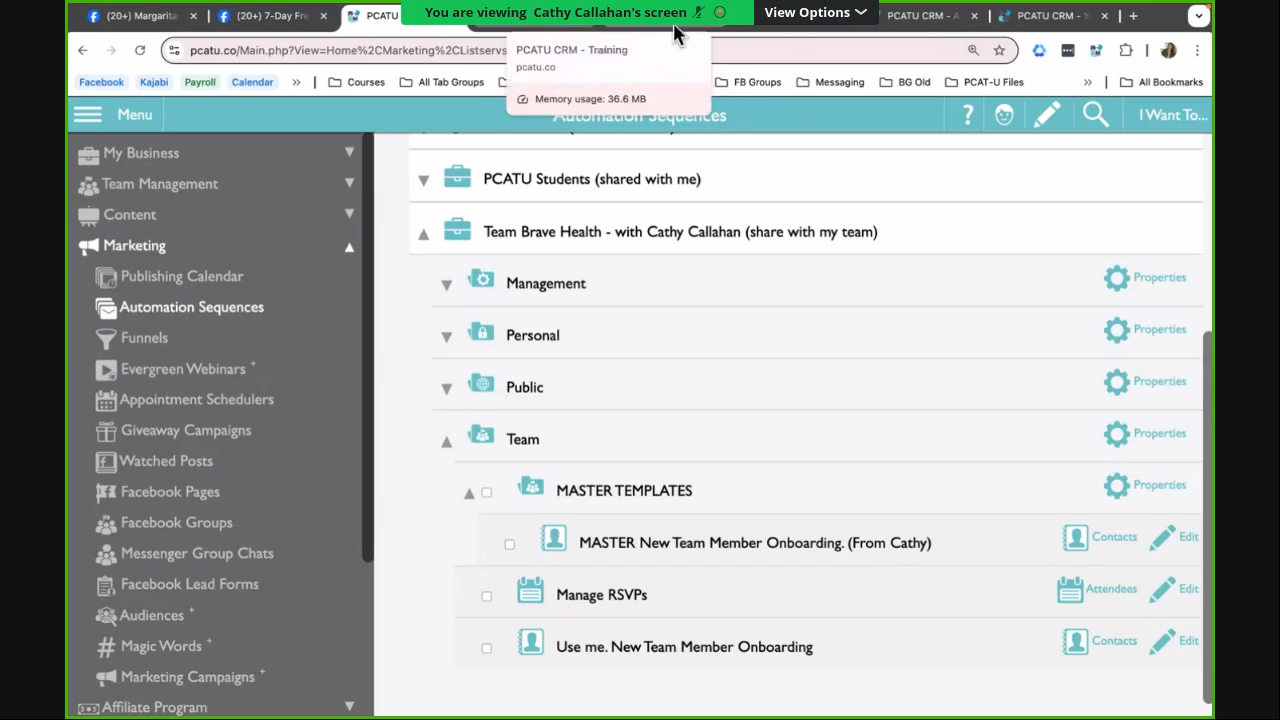 You are viewing Cathy Callahan's screen
View Options
(20+) Margarita
(20+) 7-Day Fre
PCATU
PCATU CRM - A
PCATU CRM - Y
pcatu.co/Main.php?View=Home%2CMarketing%2CListservs
PCATU CRM - Training
pcatu.co
Memory usage: 36.6 MB
Facebook
Kajabi
Payroll
»
Courses
All Tab Groups
FB Groups
Messaging
BG Old
PCAT-U Files
»
All Bookmarks
Menu
Automation Sequences
?
I Want To...
My Business
Team Management
Content
Marketing
Publishing Calendar
Automation Sequences
Funnels
Evergreen Webinars +
Appointment Schedulers
Giveaway Campaigns
Watched Posts
Facebook Pages
Facebook Groups
Messenger Group Chats
Facebook Lead Forms
Audiences +
Magic Words +
Marketing Campaigns +
Affiliate Program
PCATU Students (shared with me)
Team Brave Health - with Cathy Callahan (share with my team)
Management
Properties
Personal
Properties
Public
Properties
Team
Properties
MASTER TEMPLATES
Properties
MASTER New Team Member Onboarding. (From Cathy)
Contacts
Edit
Manage RSVPs
Attendees
Edit
Use me. New Team Member Onboarding
Contacts
Edit